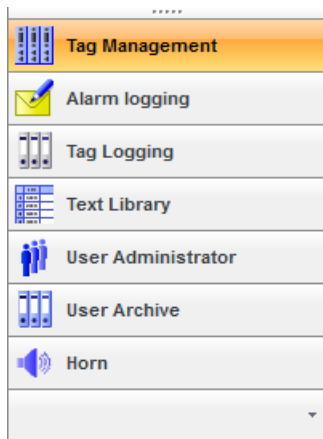 Tag Management
Alarm logging
Tag Logging
Text Library
User Administrator
User Archive
Horn